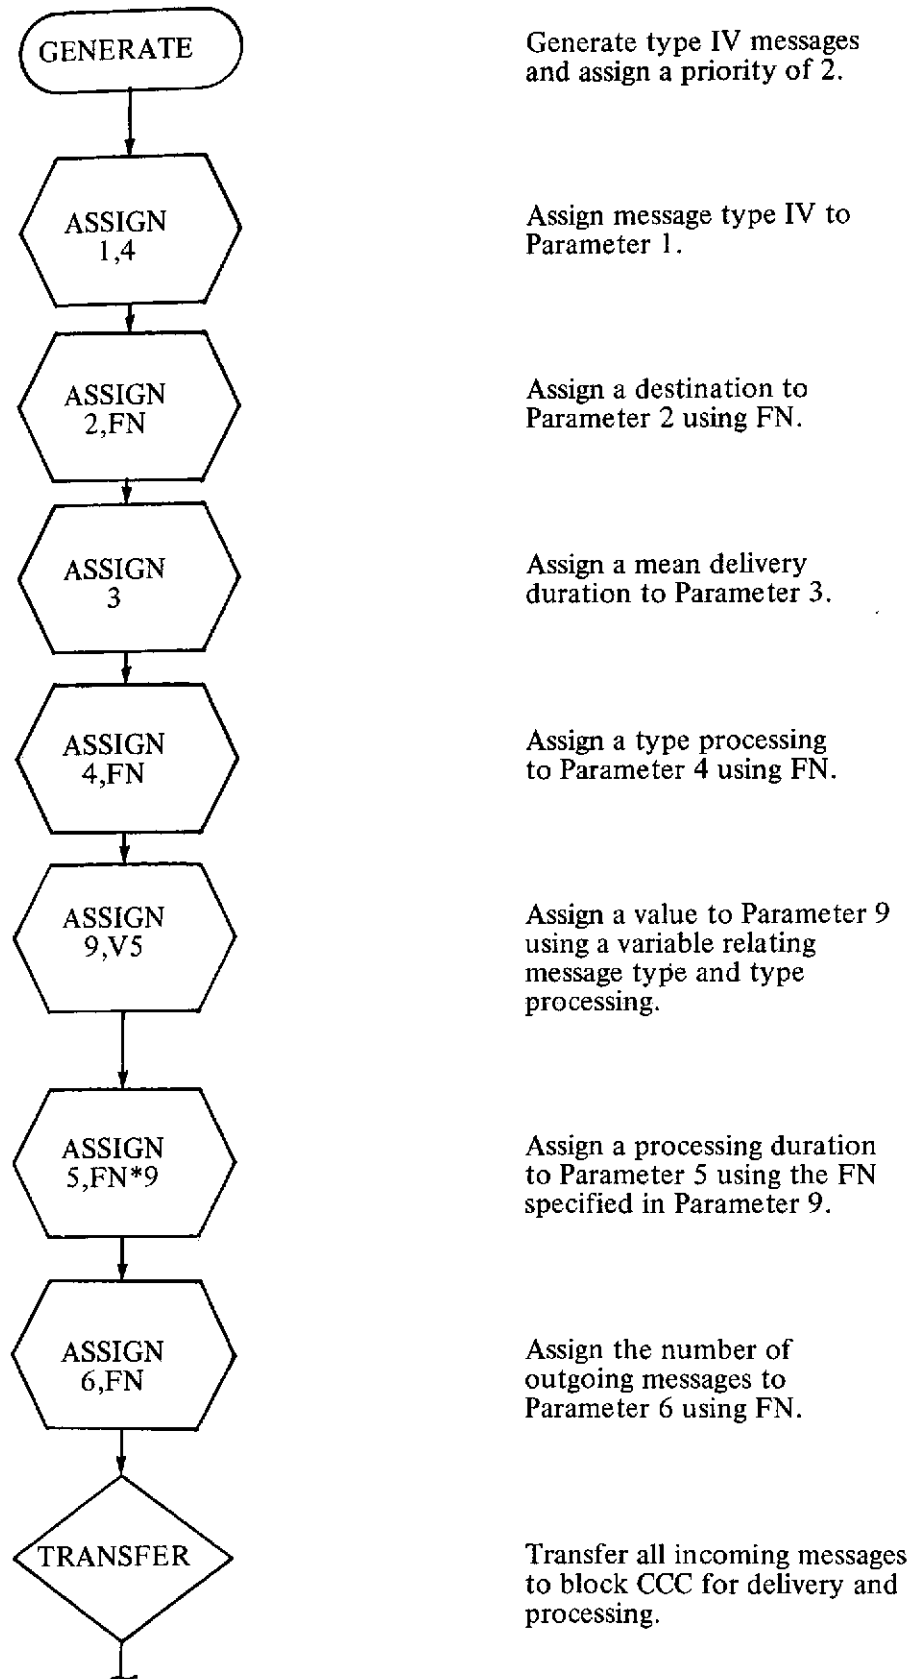 GENERATE
Generate type IV messages
and assign a priority of 2.
ASSIGN
1,4
Assign message type IV to
Parameter 1.
ASSIGN
2,FN
Assign a destination to
Parameter 2 using FN.
ASSIGN
3
Assign a mean delivery
duration to Parameter 3.
ASSIGN
4,FN
Assign a type processing
to Parameter 4 using FN.
ASSIGN
9,V5
Assign a value to Parameter 9
using a variable relating
message type and type
processing.
ASSIGN
5,FN*9
Assign a processing duration
to Parameter 5 using the FN
specified in Parameter 9.
ASSIGN
6,FN
Assign the number of
outgoing messages to
Parameter 6 using FN.
TRANSFER
Transfer all incoming messages
to block CCC for delivery and
processing.